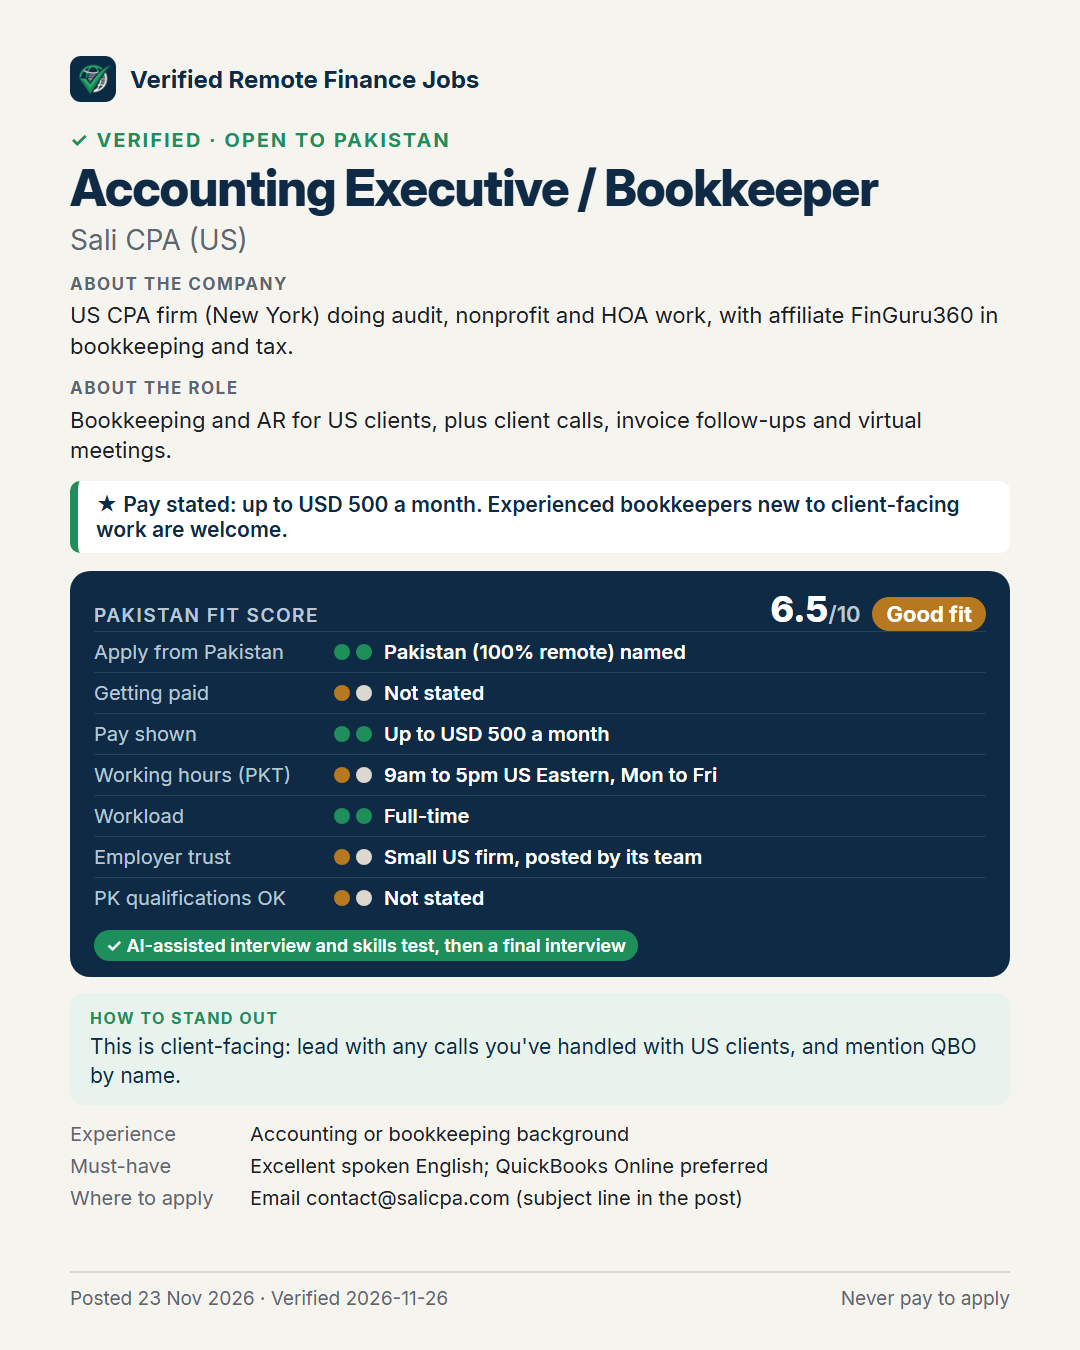 Verified Remote Finance Jobs
✓ VERIFIED · OPEN TO PAKISTAN
Accounting Executive / Bookkeeper
Sali CPA (US)
ABOUT THE COMPANY
US CPA firm (New York) doing audit, nonprofit and HOA work, with affiliate FinGuru360 in
bookkeeping and tax.
ABOUT THE ROLE
Bookkeeping and AR for US clients, plus client calls, invoice follow-ups and virtual
meetings.
★ Pay stated: up to USD 500 a month. Experienced bookkeepers new to client-facing
work are welcome.
PAKISTAN FIT SCORE 6.5/10 Good fit
Apply from Pakistan Pakistan (100% remote) named
Getting paid Not stated
Pay shown Up to USD 500 a month
Working hours (PKT) 9am to 5pm US Eastern, Mon to Fri
Workload Full-time
Employer trust Small US firm, posted by its team
PK qualifications OK Not stated
✓ AI-assisted interview and skills test, then a final interview
HOW TO STAND OUT
This is client-facing: lead with any calls you've handled with US clients, and mention QBO
by name.
Experience Accounting or bookkeeping background
Must-have Excellent spoken English; QuickBooks Online preferred
Where to apply Email contact@salicpa.com (subject line in the post)
Posted 23 Nov 2026 · Verified 2026-11-26 Never pay to apply